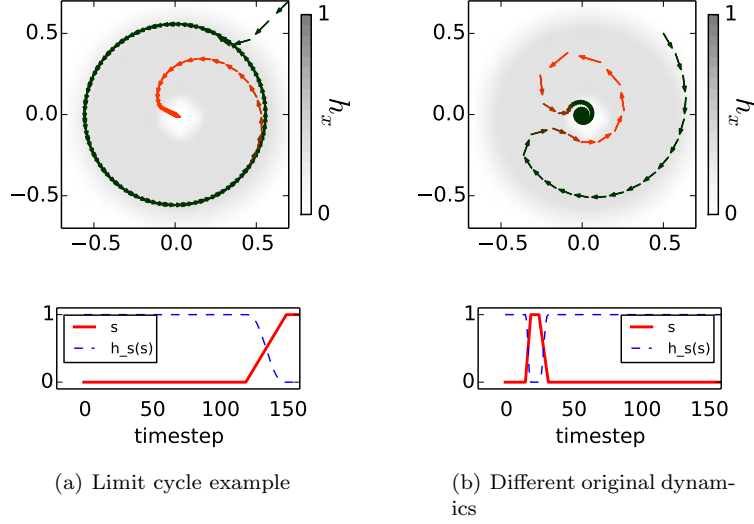 0.5
0.0
−0.5
−0.5 0.0 0.5
1
0
h_x
0.5
0.0
−0.5
−0.5 0.0 0.5
1
0
h_x
1
0
s
h_s(s)
0 50 100 150
timestep
1
0
s
h_s(s)
0 50 100 150
timestep
(a) Limit cycle example
(b) Different original dynam-
ics